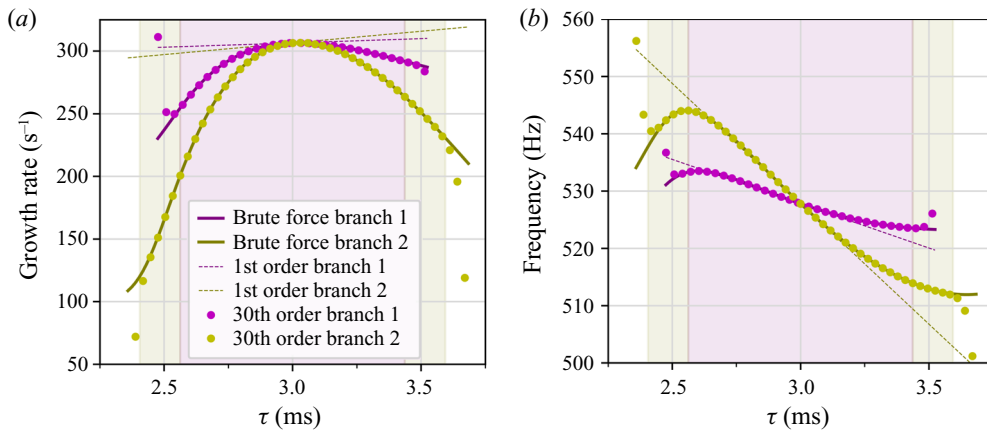 (a)
300
250
200
150
100
50
Growth rate (s⁻¹)
Brute force branch 1
Brute force branch 2
1st order branch 1
1st order branch 2
30th order branch 1
30th order branch 2
2.5
3.0
3.5
τ (ms)
(b)
560
550
540
530
520
510
500
Frequency (Hz)
2.5
3.0
3.5
τ (ms)